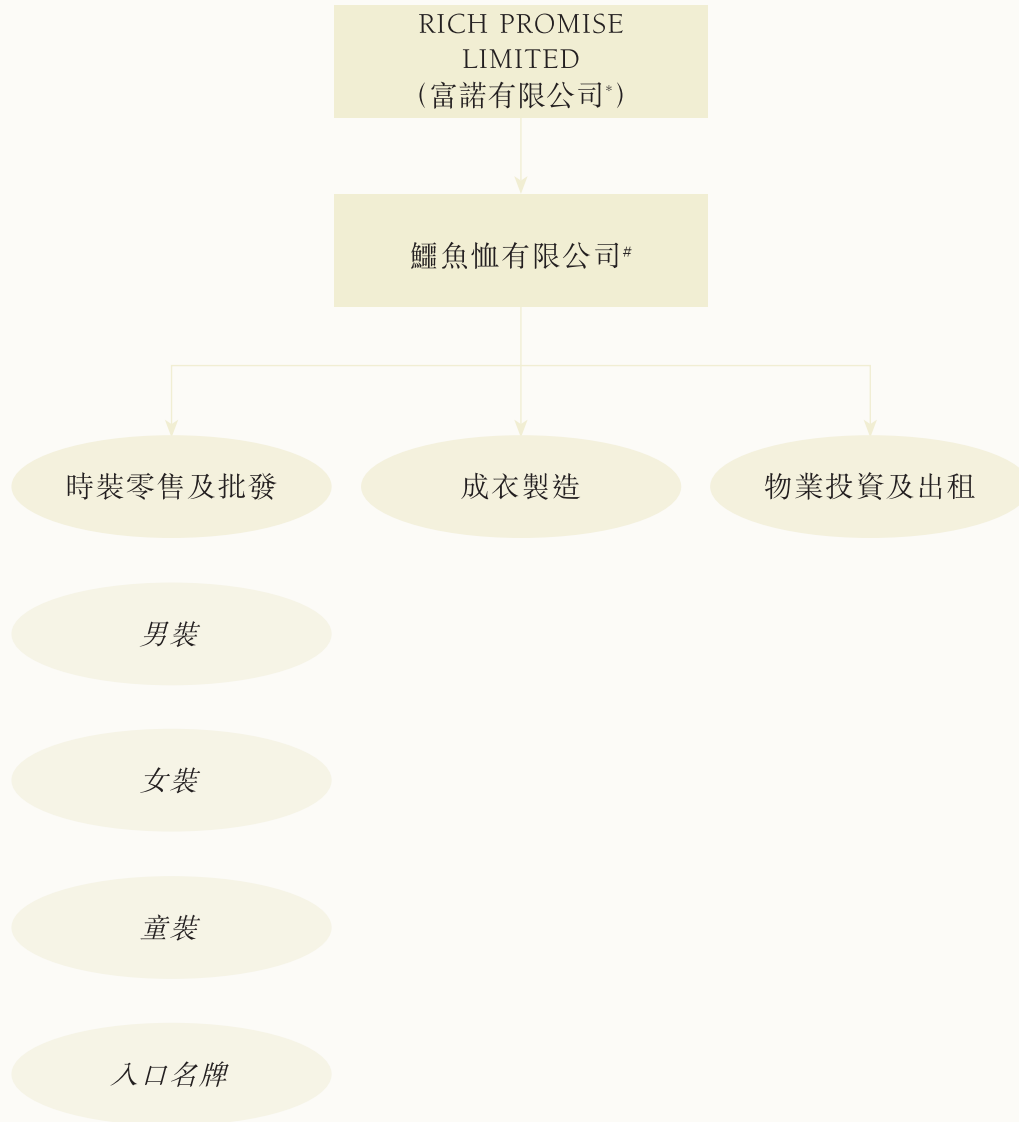 RICH PROMISE
LIMITED
(富諾有限公司*)
鱷魚恤有限公司#
時裝零售及批發
成衣製造
物業投資及出租
男裝
女裝
童裝
入口名牌